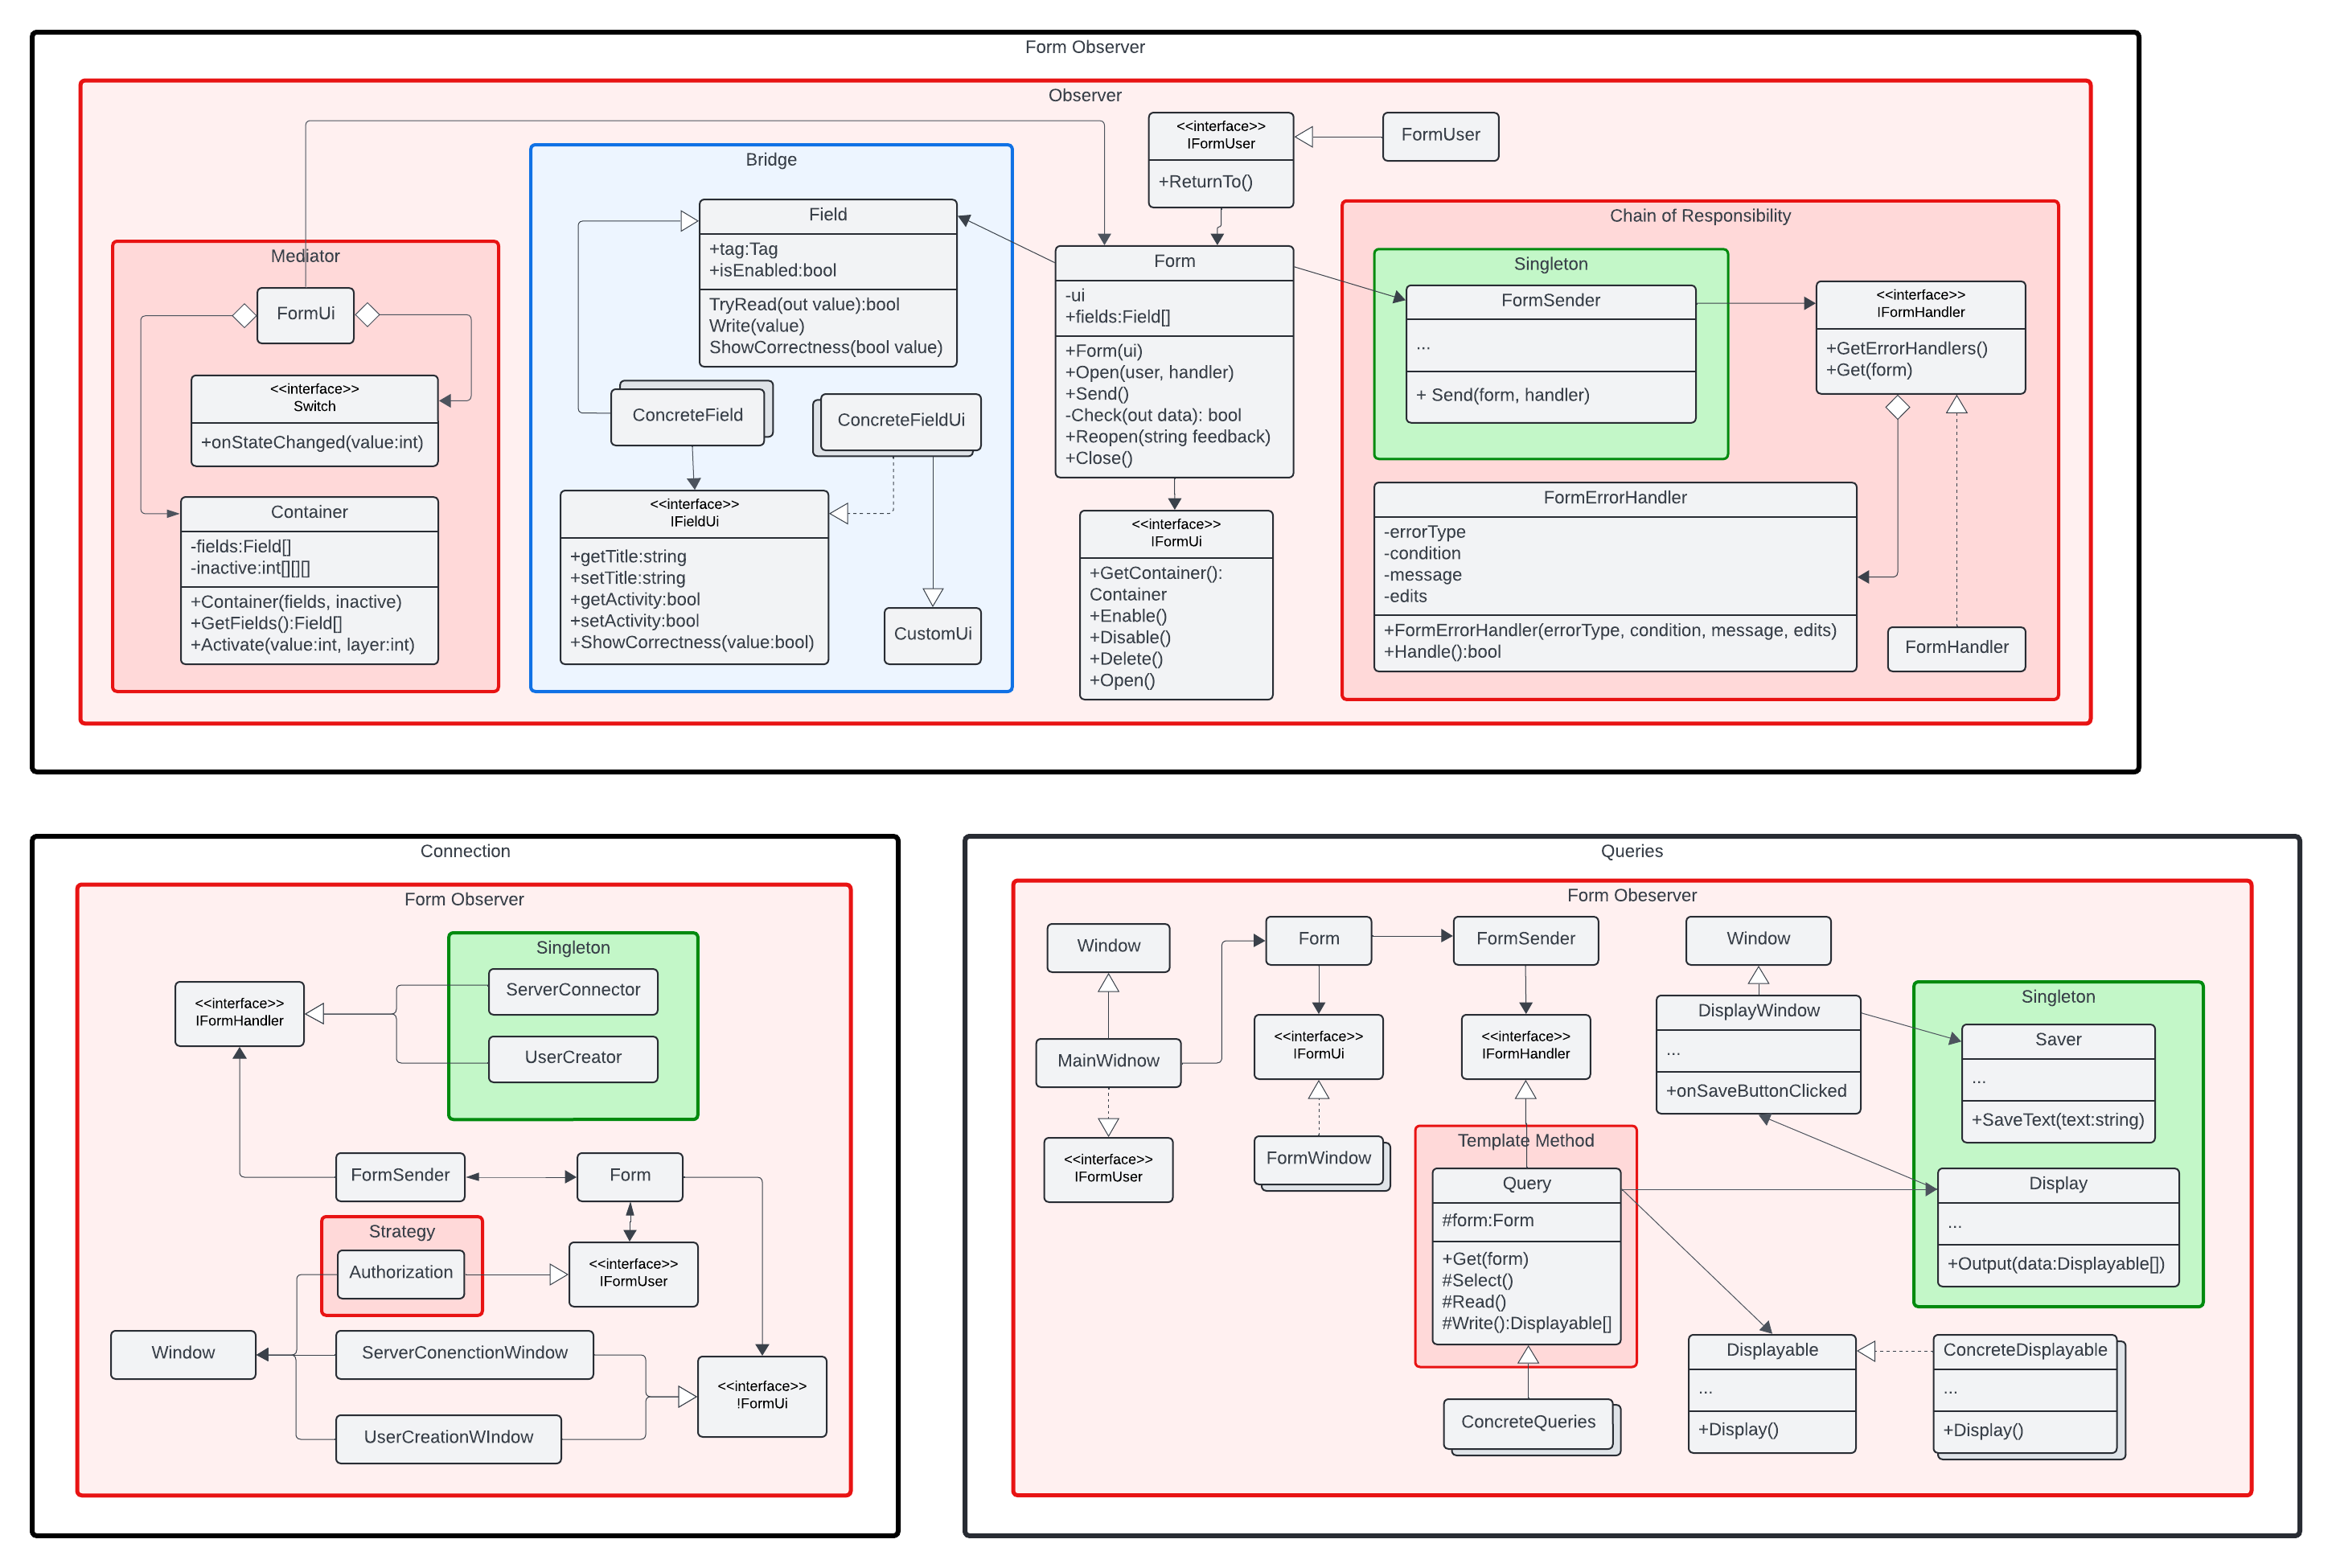 Form Observer
Observer
<<interface>>
IFormUser
+ReturnTo()
FormUser
Mediator
FormUi
<<interface>>
Switch
+onStateChanged(value:int)
Container
-fields:Field[]
-inactive:int[][][]
+Container(fields, inactive)
+GetFields():Field[]
+Activate(value:int, layer:int)
Bridge
Field
+tag:Tag
+isEnabled:bool
TryRead(out value):bool
Write(value)
ShowCorrectness(bool value)
ConcreteField
ConcreteFieldUi
<<interface>>
IFieldUi
+getTitle:string
+setTitle:string
+getActivity:bool
+setActivity:bool
+ShowCorrectness(value:bool)
CustomUi
Form
-ui
+fields:Field[]
+Form(ui)
+Open(user, handler)
+Send()
-Check(out data): bool
+Reopen(string feedback)
+Close()
<<interface>>
IFormUi
+GetContainer():
Container
+Enable()
+Disable()
+Delete()
+Open()
Chain of Responsibility
Singleton
FormSender
...
+ Send(form, handler)
<<interface>>
IFormHandler
+GetErrorHandlers()
+Get(form)
FormErrorHandler
-errorType
-condition
-message
-edits
+FormErrorHandler(errorType, condition, message, edits)
+Handle():bool
FormHandler
Connection
Form Observer
Singleton
ServerConnector
UserCreator
<<interface>>
IFormHandler
FormSender
Form
Strategy
Authorization
<<interface>>
IFormUser
Window
ServerConenctionWindow
UserCreationWIndow
<<interface>>
!FormUi
Queries
Form Obeserver
Window
Form
FormSender
Window
MainWidnow
<<interface>>
IFormUi
<<interface>>
IFormHandler
DisplayWindow
...
+onSaveButtonClicked
Singleton
Saver
...
+SaveText(text:string)
<<interface>>
IFormUser
FormWindow
Template Method
Query
#form:Form
+Get(form)
#Select()
#Read()
#Write():Displayable[]
Display
...
+Output(data:Displayable[])
ConcreteQueries
Displayable
...
+Display()
ConcreteDisplayable
...
+Display()